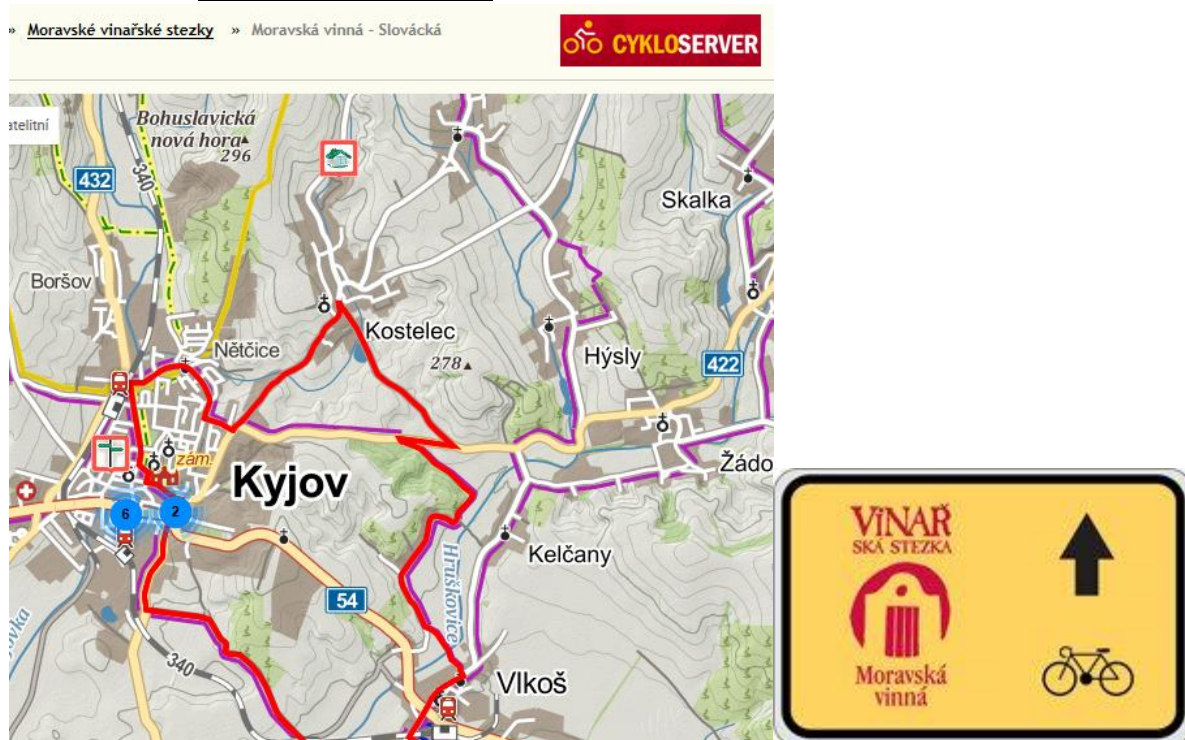 » Moravské vinařské stezky » Moravská vinná - Slovácká
CYKLOSERVER
atelitní
Bohuslavická
nová hora
296
340
432
Skalka
Boršov
Kostelec
Nětčice
278
Hýsly
422
zám.
Kyjov
Žádo
6
2
Kelčany
Hruškovice
54
340
Vlkoš
VINAŘ
SKÁ STEZKA
Moravská
vinná